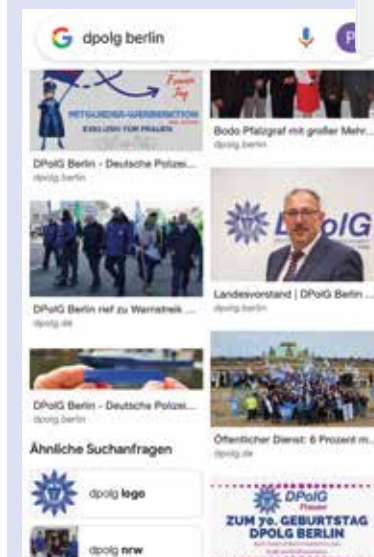 dpolg berlin
P
Frauen
Tag
MITGLIEDER-WERBEAKTION
EXKLUSIV FÜR FRAUEN
DPolG Berlin - Deutsche Polizei...
dpolg.berlin
DPolG Berlin rief zu Warnstreik ...
dpolg.de
DPolG Berlin - Deutsche Polizei...
dpolg.berlin
Ähnliche Suchanfragen
dpolg logo
dpolg nrw
Bodo Pfalzgraf mit großer Mehr...
dpolg.berlin
DPolG
Landesvorstand | DPolG Berlin ...
dpolg.berlin
Öffentlicher Dienst: 6 Prozent m...
dpolg.de
DPolG
Frauen
ZUM 70. GEBURTSTAG
DPOLG BERLIN